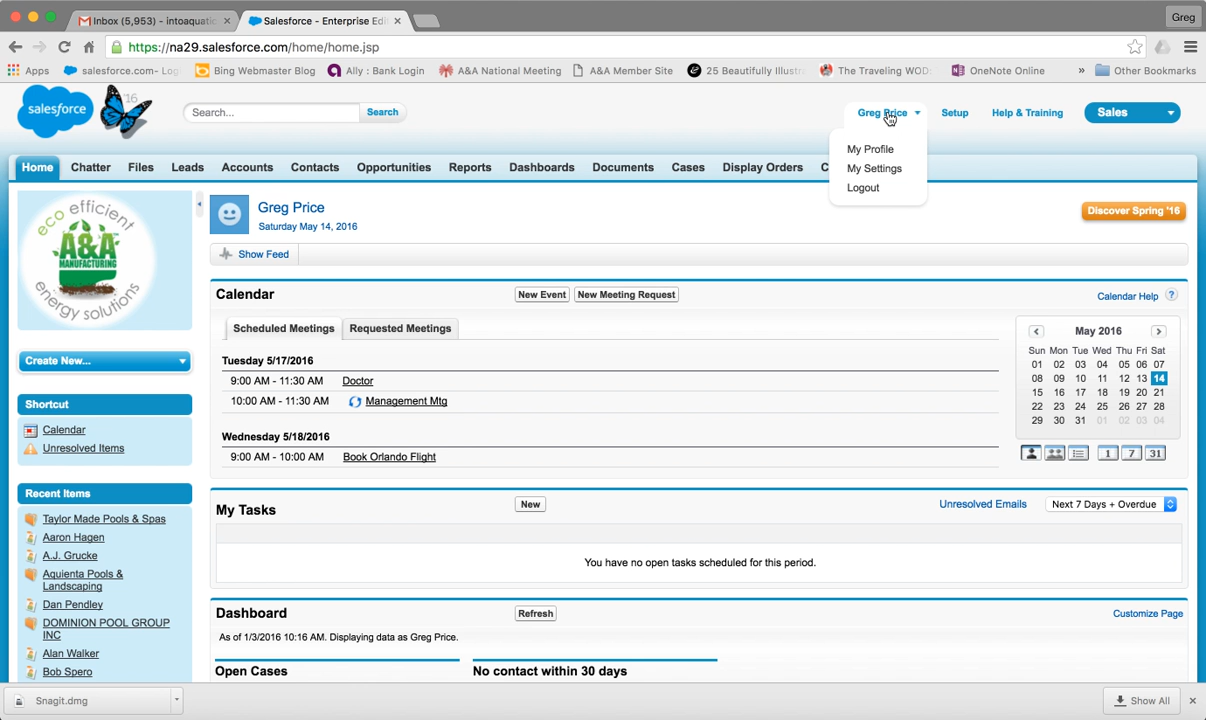 Inbox (5,953) - intoaquatic
Salesforce - Enterprise Edi
Greg
https://na29.salesforce.com/home/home.jsp
Apps
salesforce.com- Log
Bing Webmaster Blog
Ally : Bank Login
A&A National Meeting
A&A Member Site
25 Beautifully Illustr
The Traveling WOD
OneNote Online
»
Other Bookmarks
salesforce
'16
Search...
Search
Greg Price
Setup
Help & Training
Sales
My Profile
My Settings
Logout
Home
Chatter
Files
Leads
Accounts
Contacts
Opportunities
Reports
Dashboards
Documents
Cases
Display Orders
C
eco efficient
A&A
MANUFACTURING
energy solutions
Greg Price
Saturday May 14, 2016
Discover Spring '16
Show Feed
Create New...
Shortcut
Calendar
Unresolved Items
Recent Items
Taylor Made Pools & Spas
Aaron Hagen
A.J. Grucke
Aquienta Pools &
Landscaping
Dan Pendley
DOMINION POOL GROUP
INC
Alan Walker
Bob Spero
Calendar
New Event
New Meeting Request
Calendar Help ?
Scheduled Meetings
Requested Meetings
Tuesday 5/17/2016
9:00 AM - 11:30 AM Doctor
10:00 AM - 11:30 AM Management Mtg
Wednesday 5/18/2016
9:00 AM - 10:00 AM Book Orlando Flight
May 2016
Sun Mon Tue Wed Thu Fri Sat
01 02 03 04 05 06 07
08 09 10 11 12 13 14
15 16 17 18 19 20 21
22 23 24 25 26 27 28
29 30 31 01 02 03 04
1 7 31
My Tasks
New
Unresolved Emails
Next 7 Days + Overdue
You have no open tasks scheduled for this period.
Dashboard
Refresh
Customize Page
As of 1/3/2016 10:16 AM. Displaying data as Greg Price.
Open Cases
No contact within 30 days
Snagit.dmg
Show All